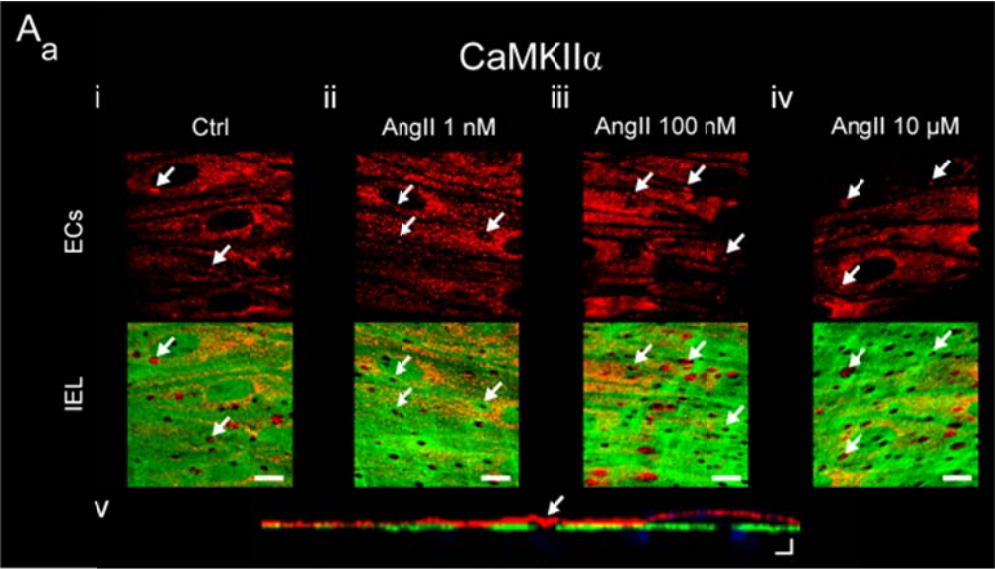 A
a
CaMKIIα
i
ii
iii
iv
Ctrl
AngII 1 nM
AngII 100 nM
AngII 10 µM
ECs
IEL
v